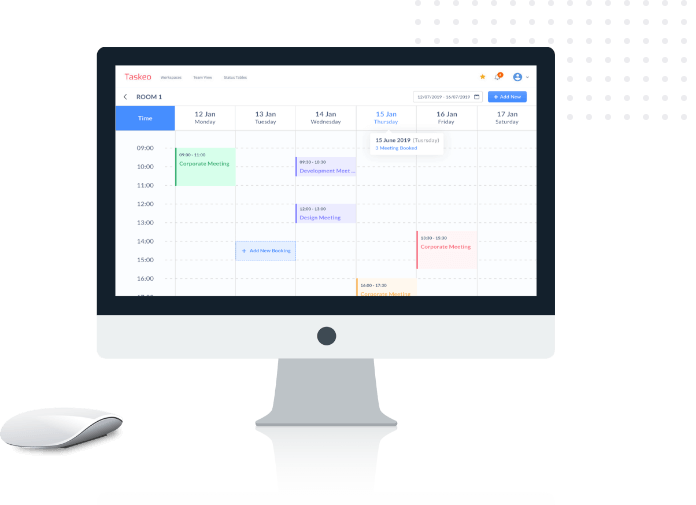 Taskeo
Team View
Status Tables
ROOM 1
12/07/2019 - 16/07/2019
+ Add New
Time
12 Jan
Monday
13 Jan
Tuesday
14 Jan
Wednesday
15 Jan
Thursday
16 Jan
Friday
17 Jan
Saturday
15 June 2019 (Tuesday)
3 Meeting Booked
09:00
10:00
11:00
12:00
13:00
14:00
15:00
16:00
09:00 - 11:00
Corporate Meeting
09:30 - 10:30
Development Meet...
12:00 - 13:00
Design Meeting
+ Add New Booking
13:30 - 15:30
Corporate Meeting
16:00 - 17:30
Corporate Meeting